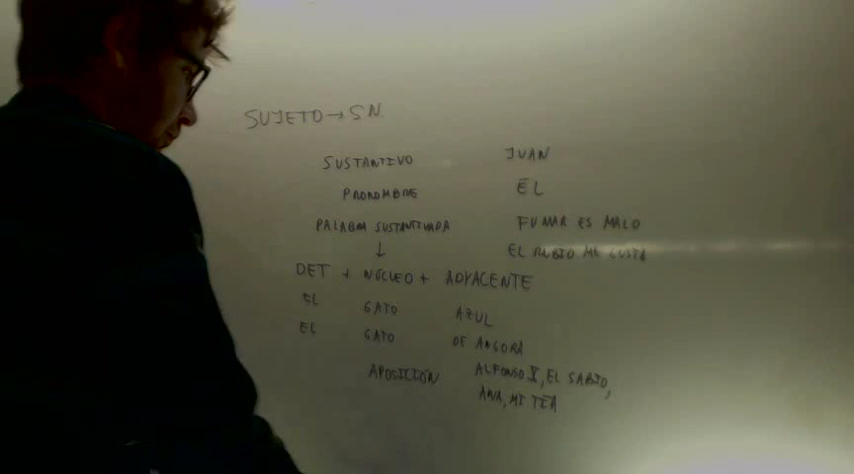 SUJETO → SN
SUSTANTIVO JUAN
PRONOMBRE ÉL
PALABRA SUSTANTIVADA FUMAR ES MALO
↓ EL RUBIO ME GUSTA
DET + NÚCLEO + ADYACENTE
EL GATO AZUL
EL GATO DE ANGORA
APOSICIÓN ALFONSO X, EL SABIO,
ANA, MI TÍA